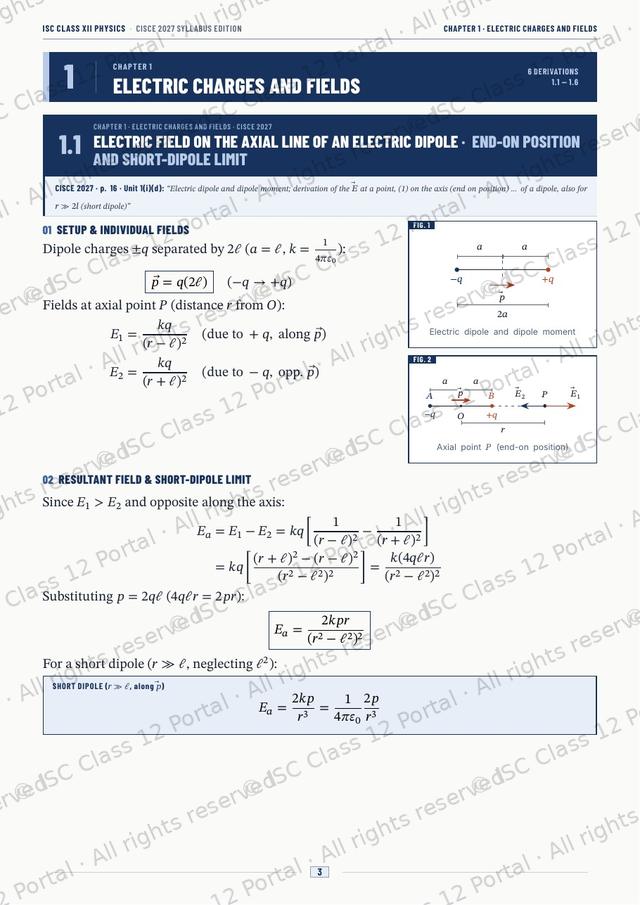 ISC CLASS XII PHYSICS · CISCE 2027 SYLLABUS EDITION
CHAPTER 1 · ELECTRIC CHARGES AND FIELDS
1
CHAPTER 1
ELECTRIC CHARGES AND FIELDS
6 DERIVATIONS
1.1 – 1.6
1.1
CHAPTER 1 · ELECTRIC CHARGES AND FIELDS · CISCE 2027
ELECTRIC FIELD ON THE AXIAL LINE OF AN ELECTRIC DIPOLE · END-ON POSITION
AND SHORT-DIPOLE LIMIT
CISCE 2027 · p. 16 · Unit 1(i)(d): "Electric dipole and dipole moment; derivation of the E⃗ at a point, (1) on the axis (end on position) ... of a dipole, also for
r ≫ 2l (short dipole)"
01 SETUP & INDIVIDUAL FIELDS
Dipole charges ±q separated by 2ℓ (a = ℓ, k = 1/(4πε₀)):
p⃗ = q(2ℓ) (−q → +q)
Fields at axial point P (distance r from O):
E₁ = kq/(r − ℓ)² (due to + q, along p⃗)
E₂ = kq/(r + ℓ)² (due to − q, opp. p⃗)
FIG. 1
a a
−q +q
p⃗
2a
Electric dipole and dipole moment
FIG. 2
a a
A p⃗ B E⃗₂ P E⃗₁
−q O +q
r
Axial point P (end-on position)
02 RESULTANT FIELD & SHORT-DIPOLE LIMIT
Since E₁ > E₂ and opposite along the axis:
Eₐ = E₁ − E₂ = kq [1/(r − ℓ)² − 1/(r + ℓ)²]
= kq [((r + ℓ)² − (r − ℓ)²)/(r² − ℓ²)²] = k(4qℓr)/(r² − ℓ²)²
Substituting p = 2qℓ (4qℓr = 2pr):
Eₐ = 2kpr/(r² − ℓ²)²
For a short dipole (r ≫ ℓ, neglecting ℓ²):
SHORT DIPOLE (r ≫ ℓ, along p⃗)
Eₐ = 2kp/r³ = 1/(4πε₀) 2p/r³
3
@ISC Class 12 Portal · All rights reserved